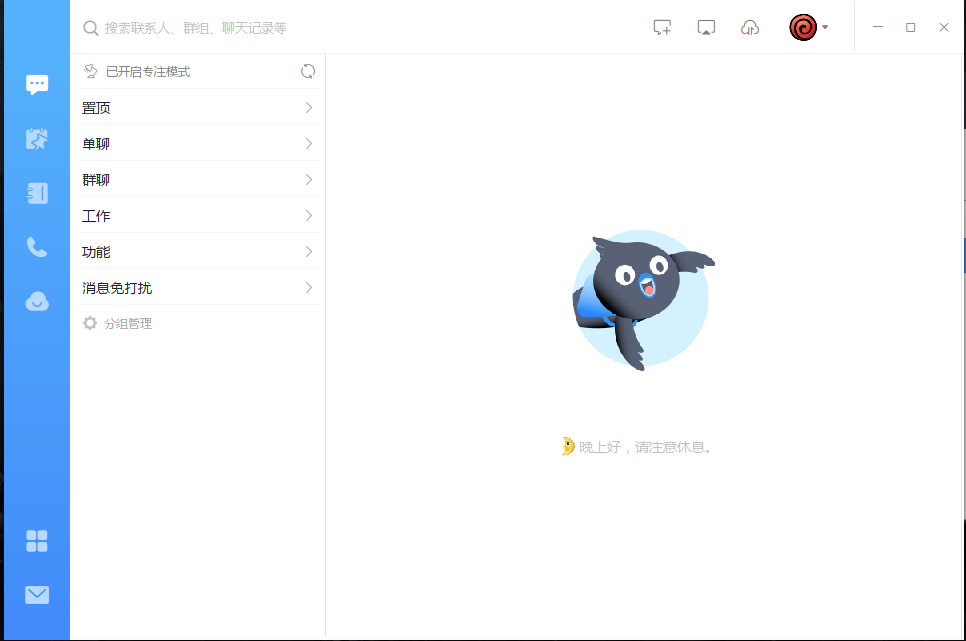 搜索联系人、群组、聊天记录等
已开启专注模式
置顶
单聊
群聊
工作
功能
消息免打扰
分组管理
晚上好，请注意休息。